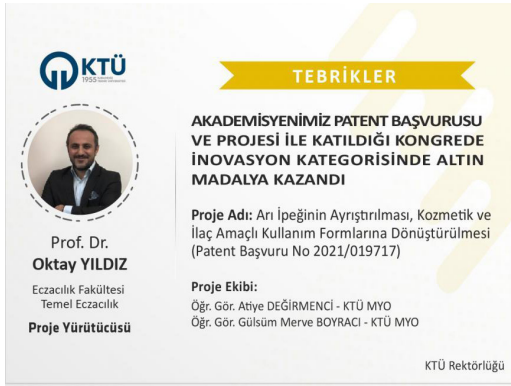 KTÜ
1955
TEBRİKLER
AKADEMİSYENİMİZ PATENT BAŞVURUSU
VE PROJESİ İLE KATILDIĞI KONGREDE
İNOVASYON KATEGORİSİNDE ALTIN
MADALYA KAZANDI
Proje Adı: Arı İpeğinin Ayrıştırılması, Kozmetik ve
İlaç Amaçlı Kullanım Formlarına Dönüştürülmesi
(Patent Başvuru No 2021/019717)
Prof. Dr.
Oktay YILDIZ
Eczacılık Fakültesi
Temel Eczacılık
Proje Yürütücüsü
Proje Ekibi:
Öğr. Gör. Atiye DEĞİRMENCİ - KTÜ MYO
Öğr. Gör. Gülsüm Merve BOYRACI - KTÜ MYO
KTÜ Rektörlüğü